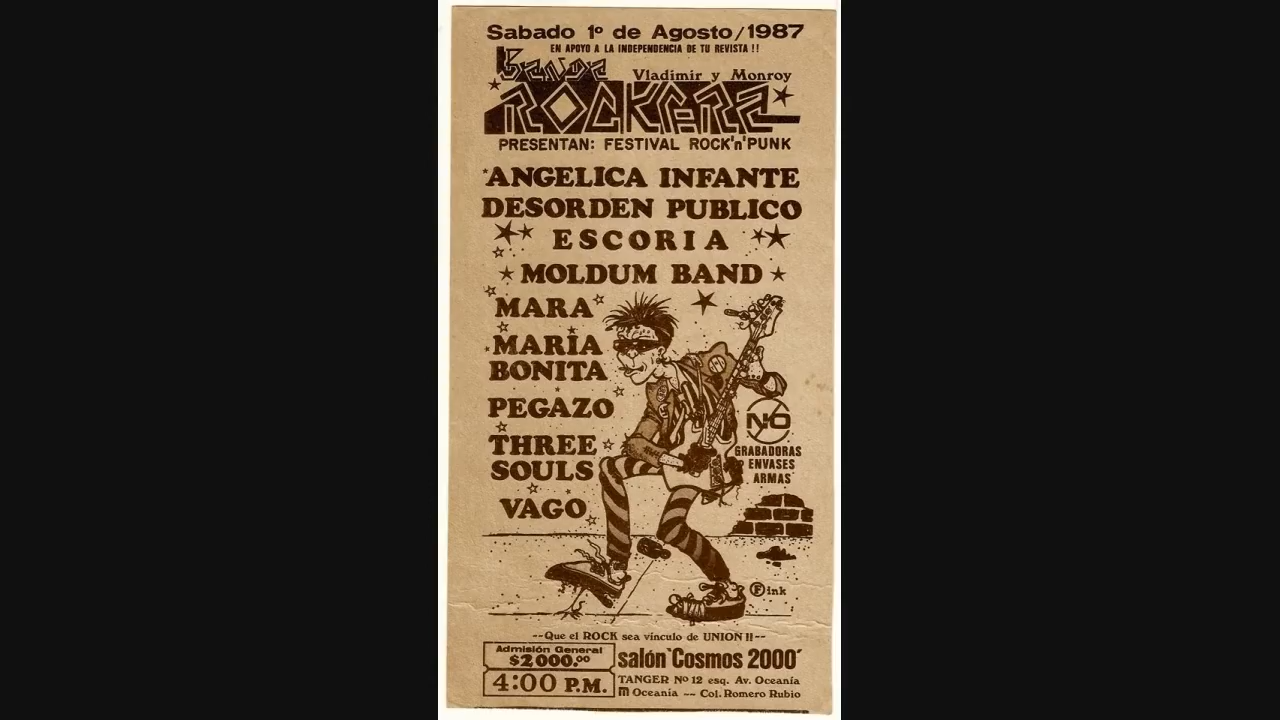 Sabado 1º de Agosto/1987
EN APOYO A LA INDEPENDENCIA DE TU REVISTA !!
Banda Vladimir y Monroy
ROCKERA
PRESENTAN: FESTIVAL ROCK'n'PUNK
ANGELICA INFANTE
DESORDEN PUBLICO
ESCORIA
MOLDUM BAND
MARA
MARÍA
BONITA
PEGAZO
THREE
SOULS
VAGO
NO
GRABADORAS
ENVASES
ARMAS
Fink
--Que el ROCK sea vínculo de UNION !!--
Admisión General
$2000.00
4:00 P.M.
salón 'Cosmos 2000'
TANGER Nº 12 esq. Av. Oceanía
m Oceanía -- Col. Romero Rubio